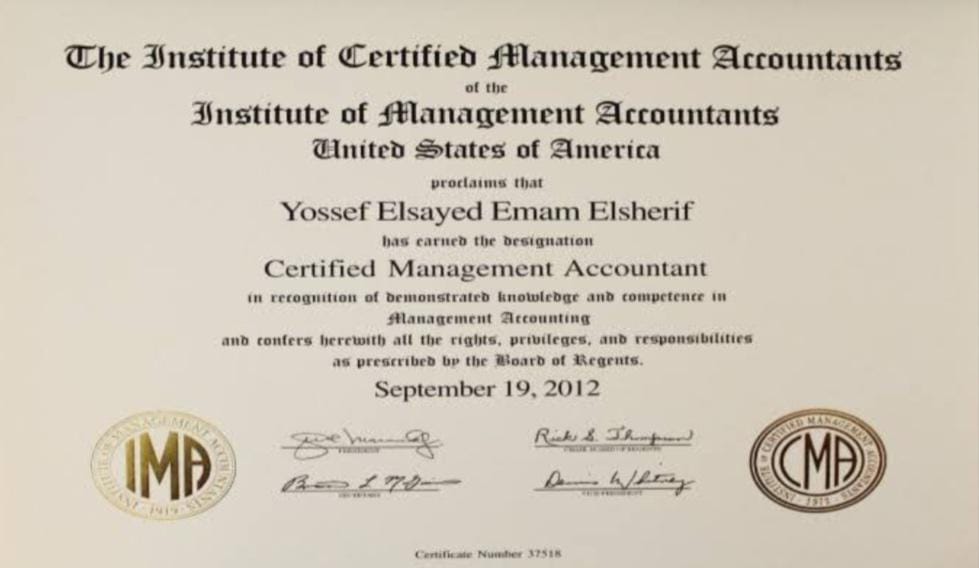 The Institute of Certified Management Accountants
of the
Institute of Management Accountants
United States of America
proclaims that
Yossef Elsayed Emam Elsherif
has earned the designation
Certified Management Accountant
in recognition of demonstrated knowledge and competence in
Management Accounting
and confers herewith all the rights, privileges, and responsibilities
as prescribed by the Board of Regents.
September 19, 2012
INSTITUTE OF MANAGEMENT ACCOUNTANTS
IMA
·1919·
PRESIDENT
Rick S. Thompson
CHAIR, BOARD OF REGENTS
SECRETARY
Dennis Whitney
VICE PRESIDENT
INSTITUTE OF CERTIFIED MANAGEMENT ACCOUNTANTS
CMA
Certificate Number 37518